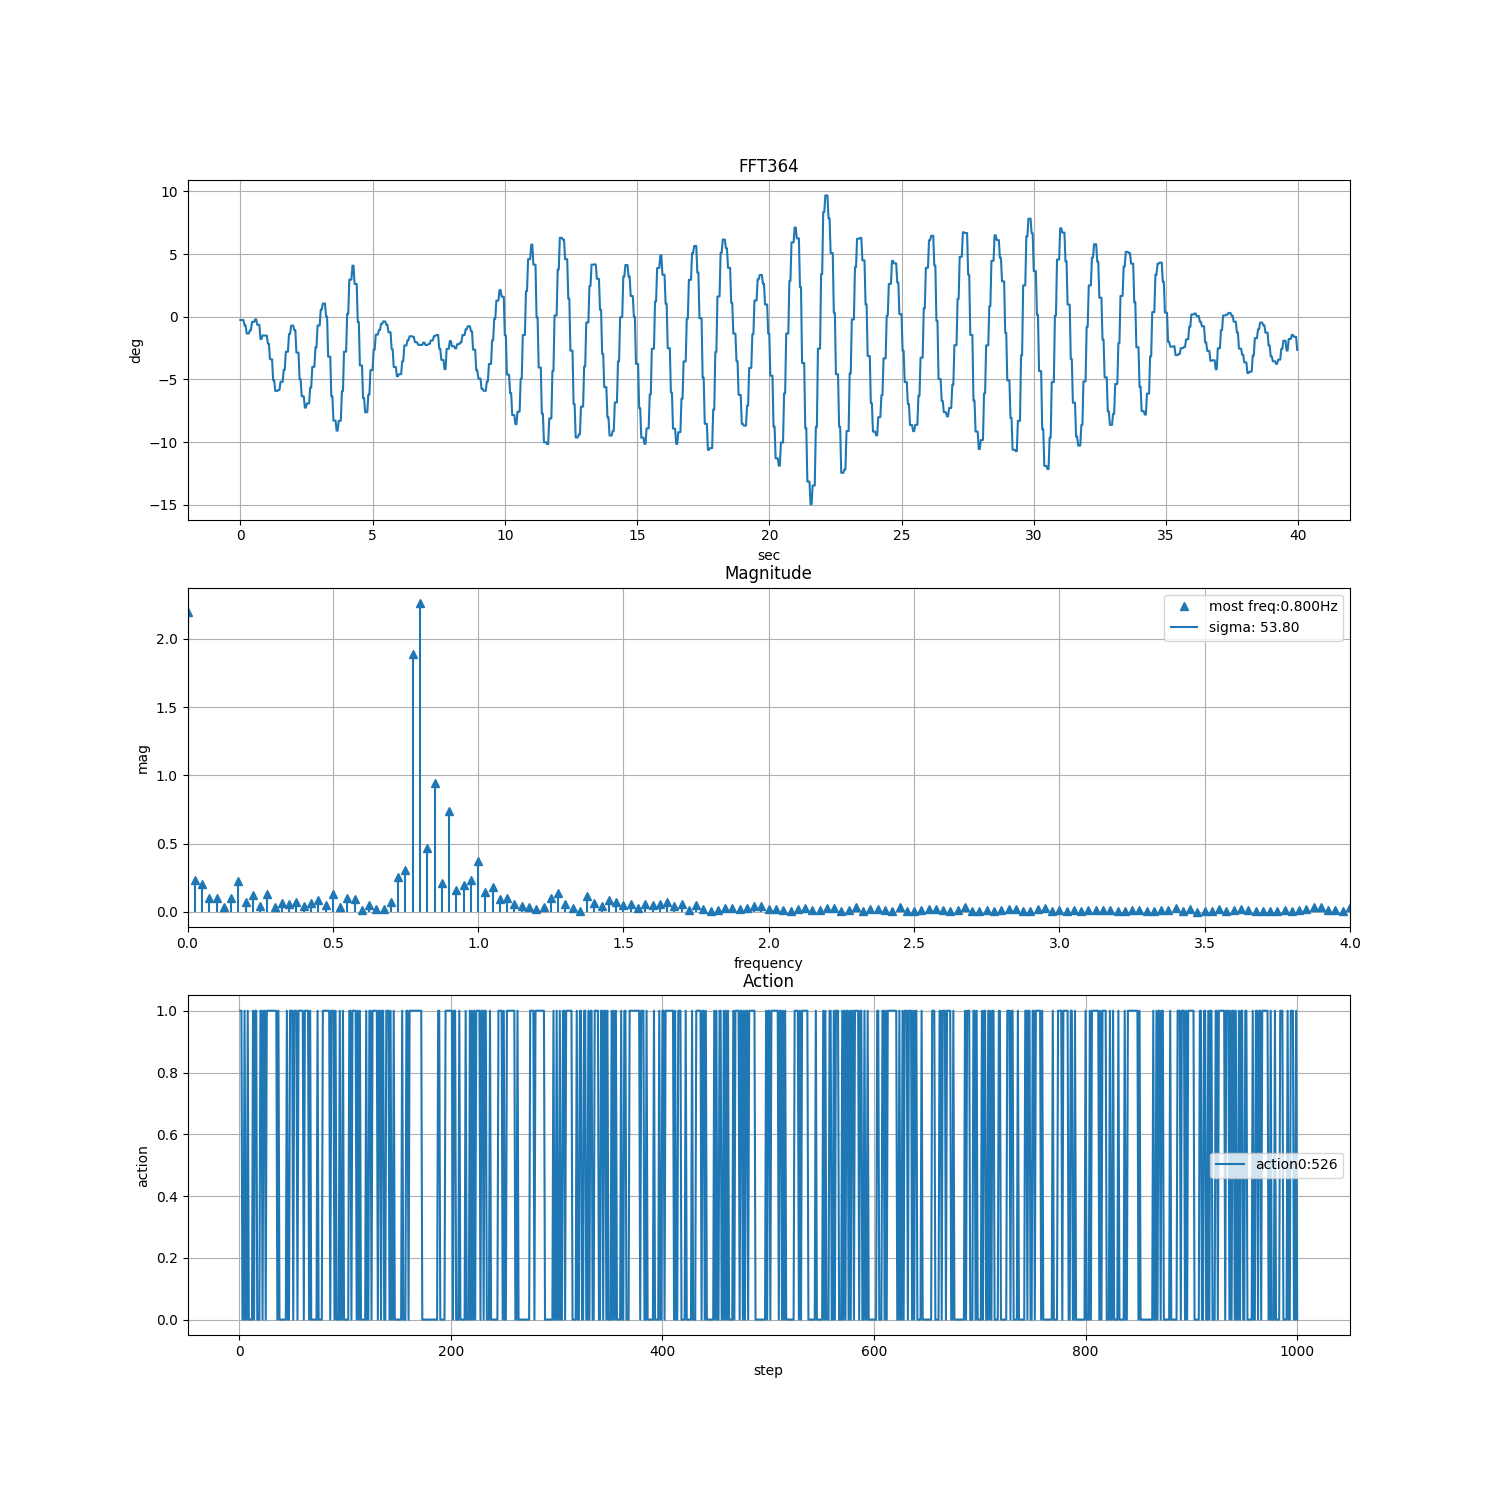 FFT364
10
5
0
−5
−10
−15
deg
0 5 10 15 20 25 30 35 40
sec
Magnitude
most freq:0.800Hz
sigma: 53.80
2.0
1.5
1.0
0.5
0.0
mag
0.0 0.5 1.0 1.5 2.0 2.5 3.0 3.5 4.0
frequency
Action
1.0
0.8
0.6
0.4
0.2
0.0
action
action0:526
0 200 400 600 800 1000
step